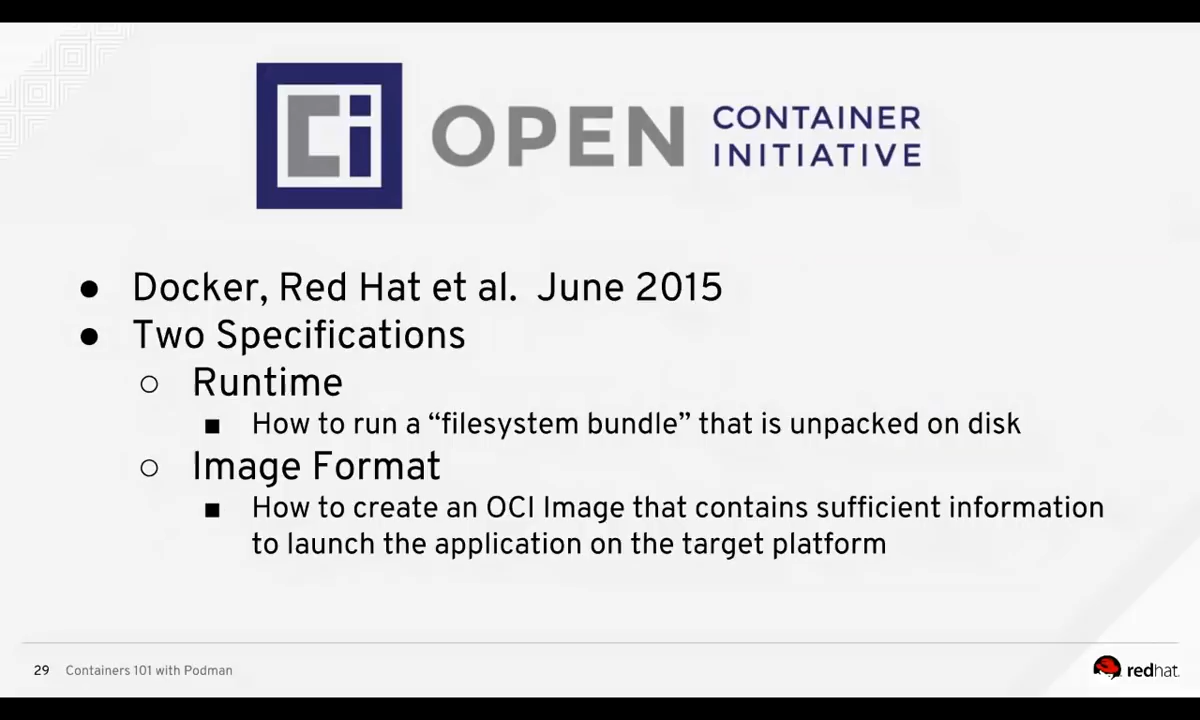 Ci OPEN CONTAINER
INITIATIVE
● Docker, Red Hat et al.  June 2015
● Two Specifications
○ Runtime
■ How to run a “filesystem bundle” that is unpacked on disk
○ Image Format
■ How to create an OCI Image that contains sufficient information
to launch the application on the target platform
29 Containers 101 with Podman
redhat.